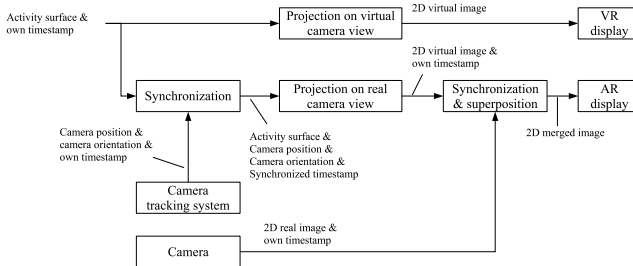 Activity surface &
own timestamp
Projection on virtual
camera view
2D virtual image
VR
display
2D virtual image &
own timestamp
Synchronization
Projection on real
camera view
Synchronization
& superposition
AR
display
Camera position &
camera orientation &
own timestamp
Activity surface &
Camera position &
Camera orientation &
Synchronized timestamp
2D merged image
Camera
tracking system
2D real image &
own timestamp
Camera